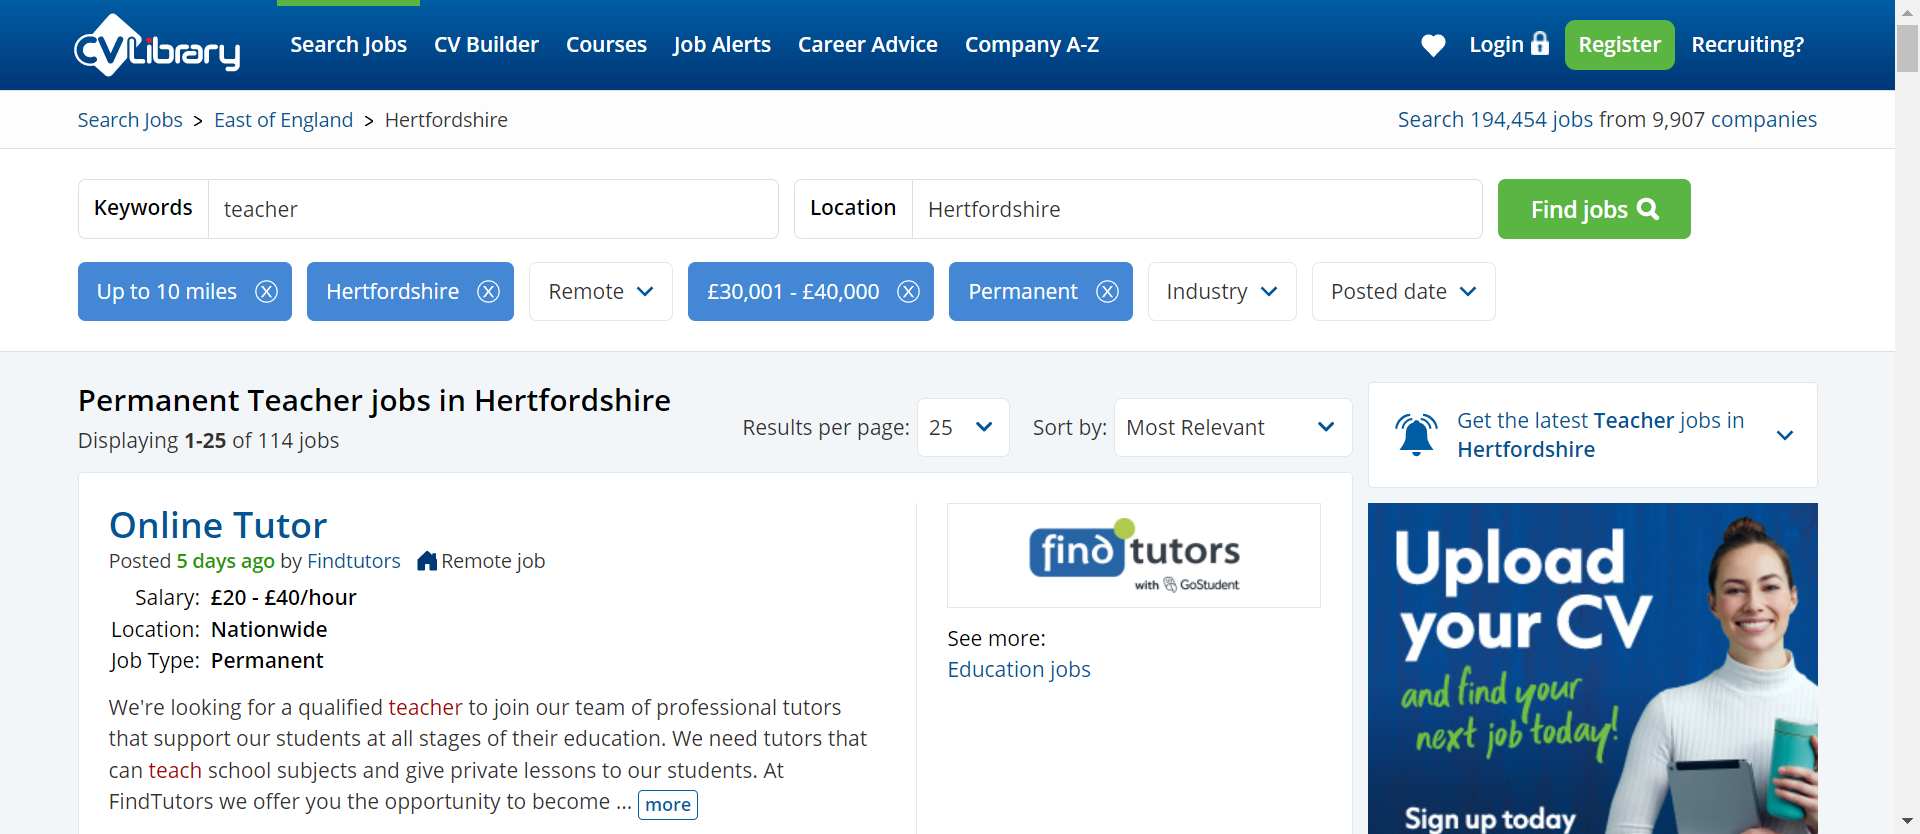 CVLibrary Search Jobs CV Builder Courses Job Alerts Career Advice Company A-Z Login Register Recruiting?
Search Jobs > East of England > Hertfordshire Search 194,454 jobs from 9,907 companies
Keywords teacher Location Hertfordshire Find jobs
Up to 10 miles Hertfordshire Remote £30,001 - £40,000 Permanent Industry Posted date
Permanent Teacher jobs in Hertfordshire
Displaying 1-25 of 114 jobs
Results per page: 25 Sort by: Most Relevant
Get the latest Teacher jobs in
Hertfordshire
Online Tutor
Posted 5 days ago by Findtutors Remote job
Salary: £20 - £40/hour
Location: Nationwide
Job Type: Permanent
We're looking for a qualified teacher to join our team of professional tutors
that support our students at all stages of their education. We need tutors that
can teach school subjects and give private lessons to our students. At
FindTutors we offer you the opportunity to become ... more
find tutors
with GoStudent
See more:
Education jobs
Upload
your CV
and find your
next job today!
Sign up today